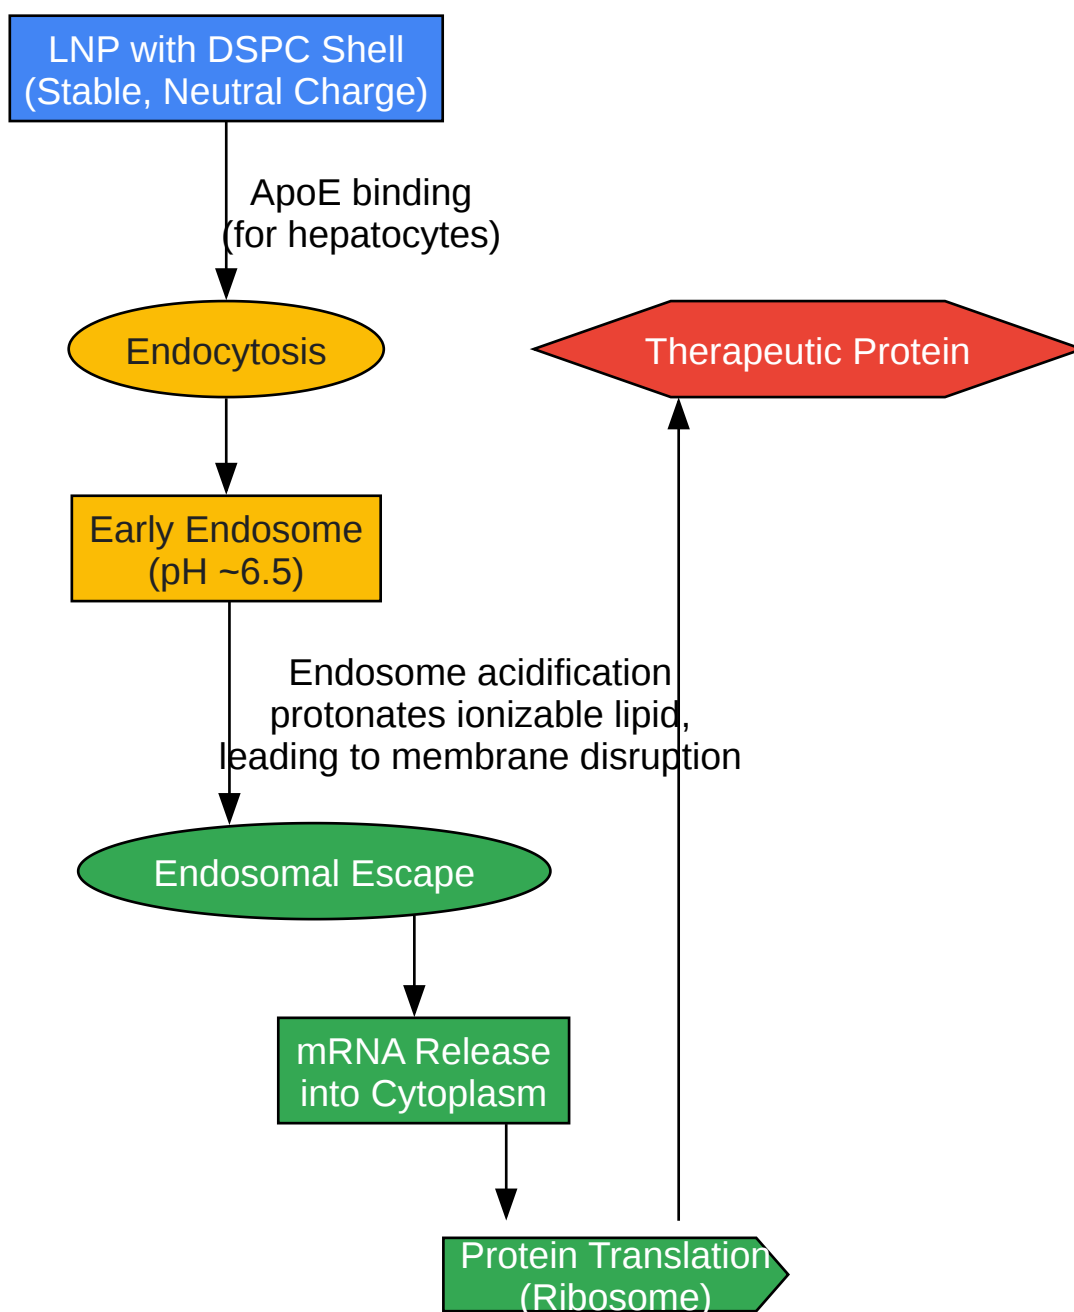 LNP with DSPC Shell
(Stable, Neutral Charge)
ApoE binding
(for hepatocytes)
Endocytosis
Therapeutic Protein
Early Endosome
(pH ~6.5)
Endosome acidification
protonates ionizable lipid,
leading to membrane disruption
Endosomal Escape
mRNA Release
into Cytoplasm
Protein Translation
(Ribosome)